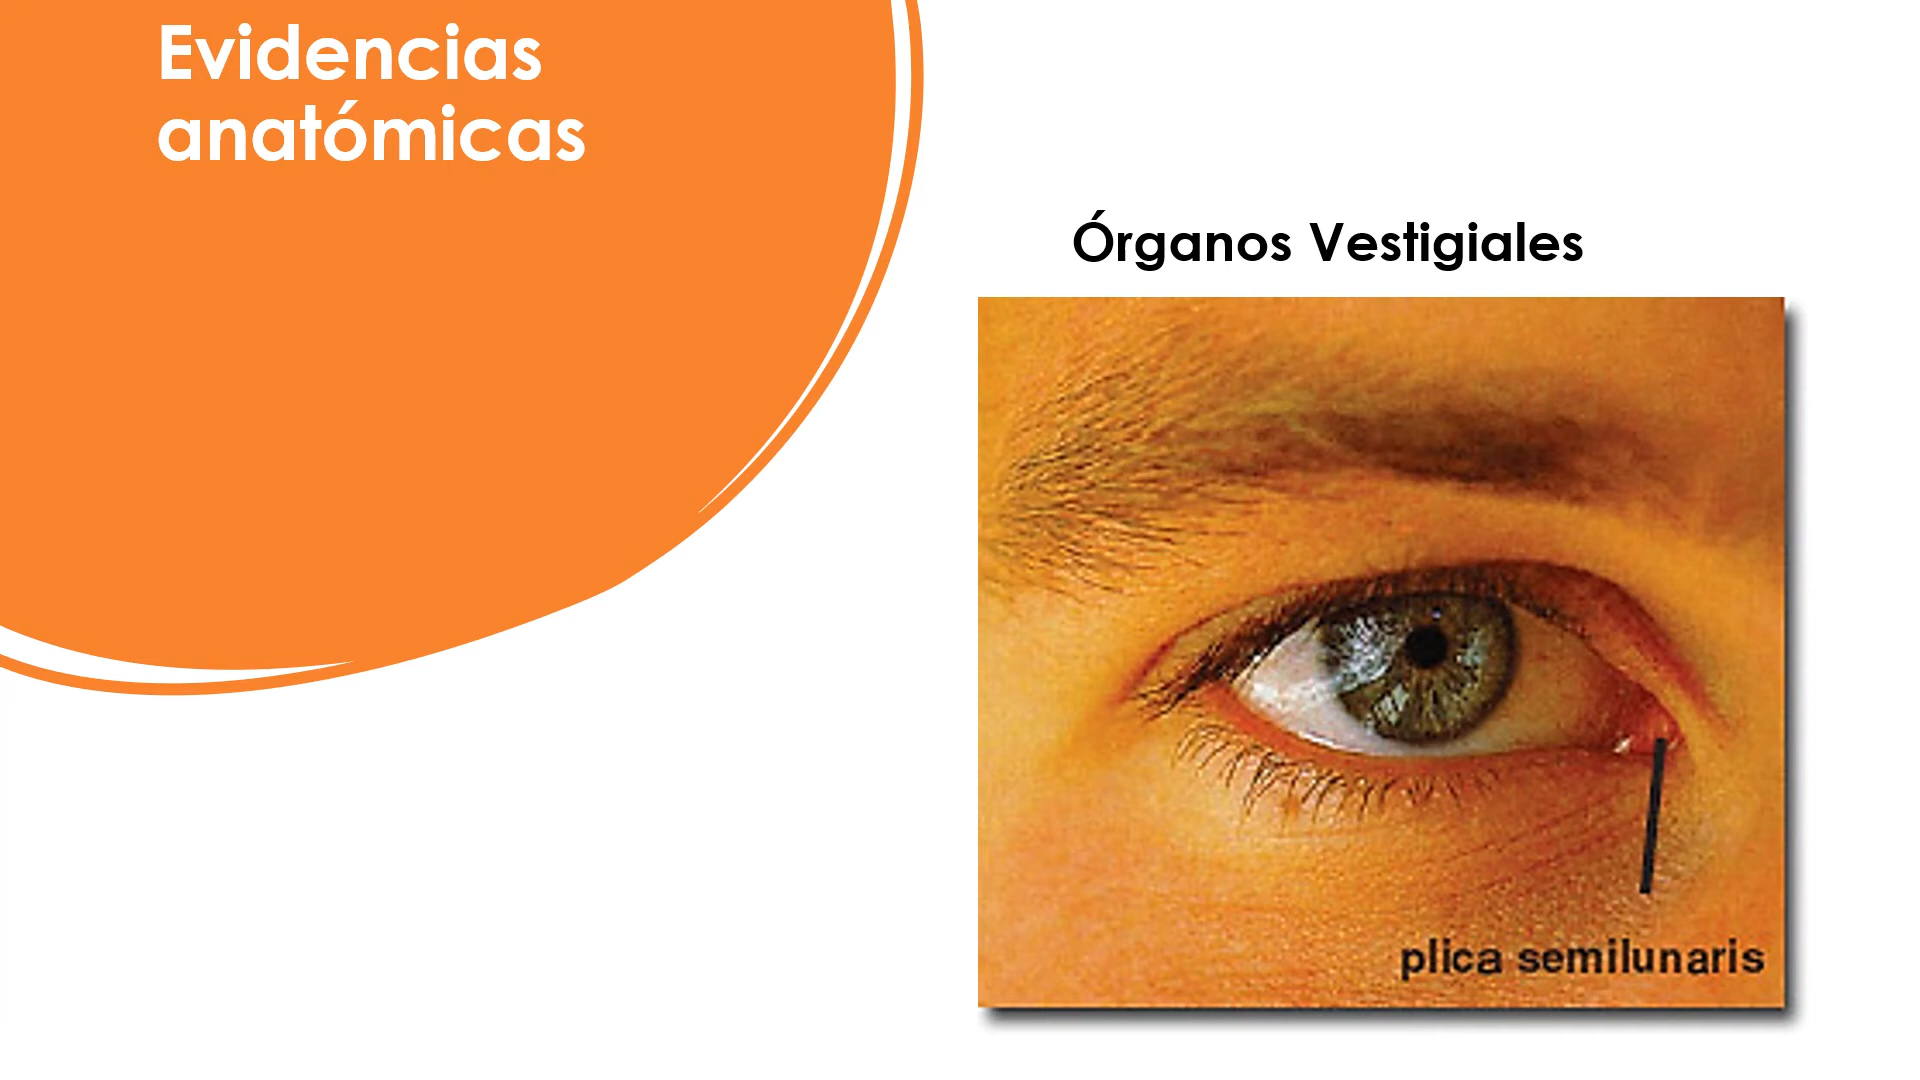 Evidencias
anatómicas
Órganos Vestigiales
plica semilunaris